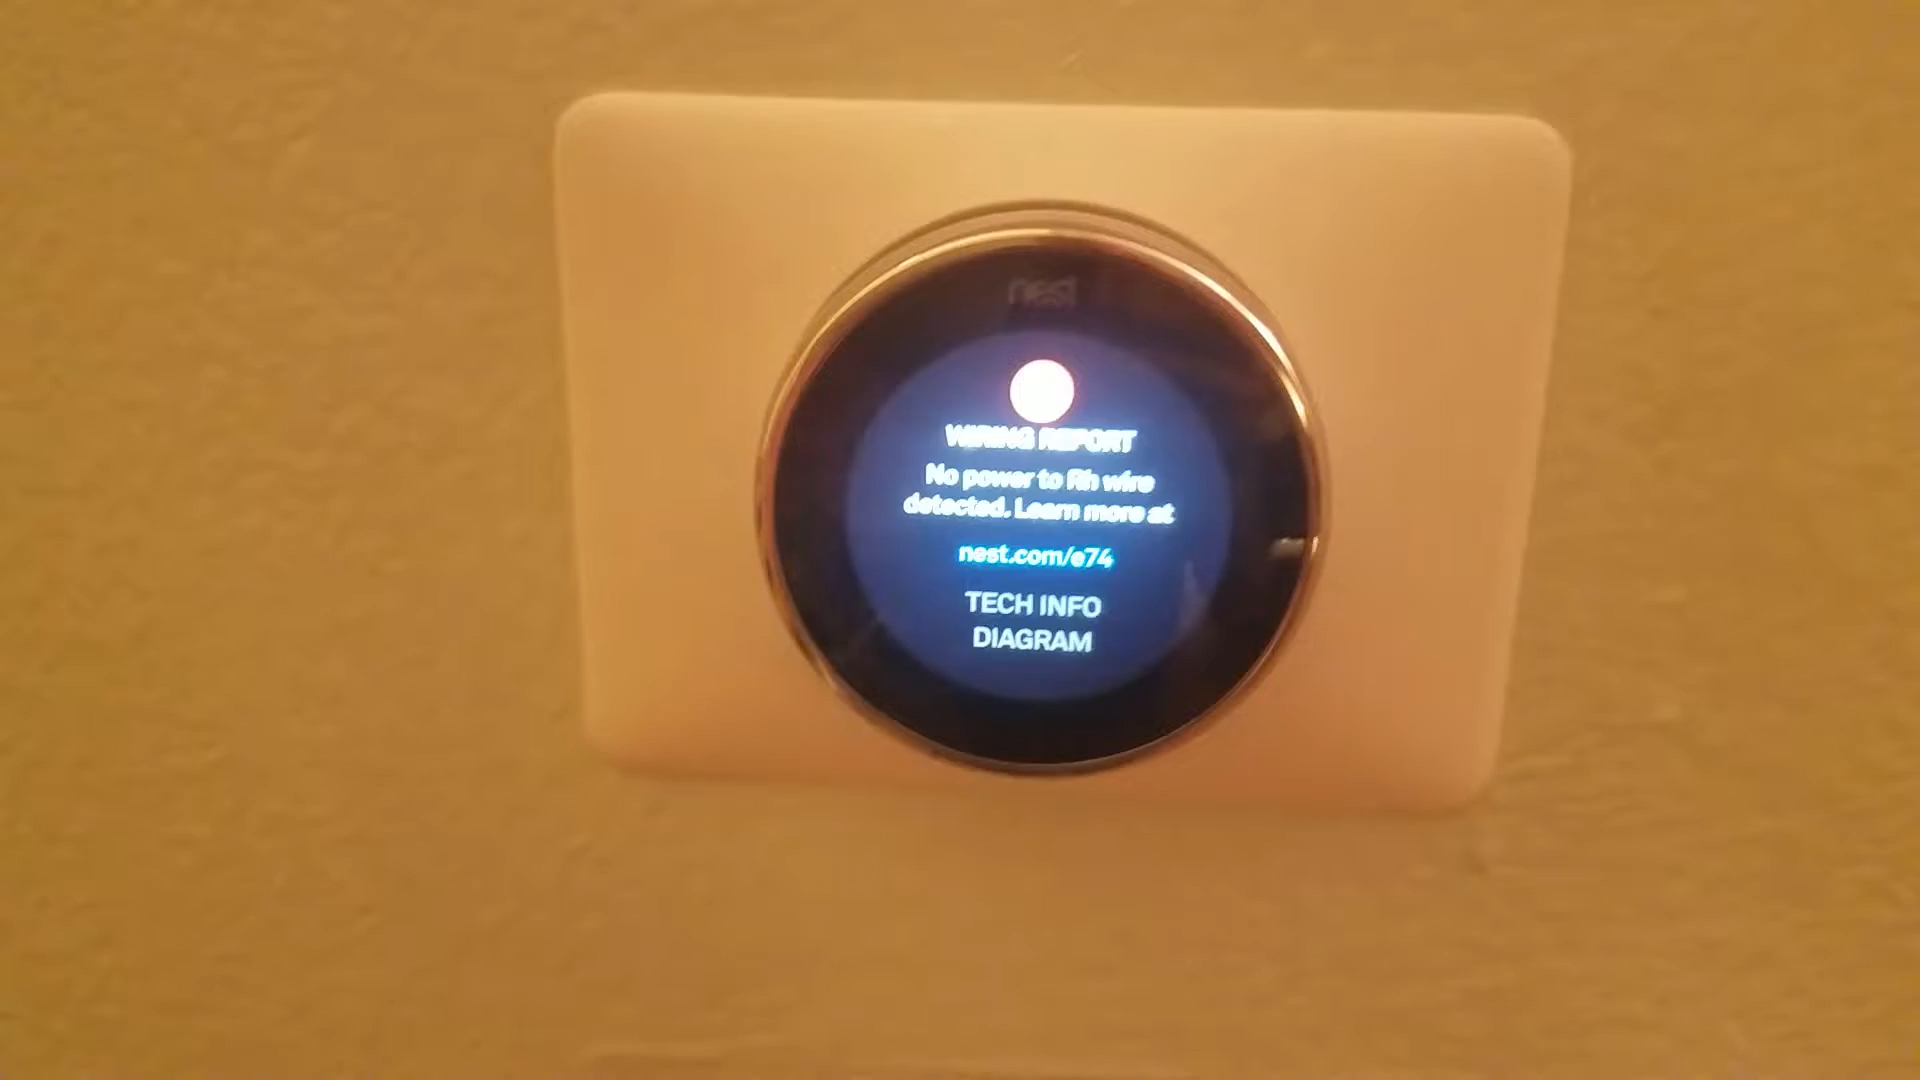 nest
WIRING REPORT
No power to Rh wire
detected. Learn more at
nest.com/e74
TECH INFO
DIAGRAM